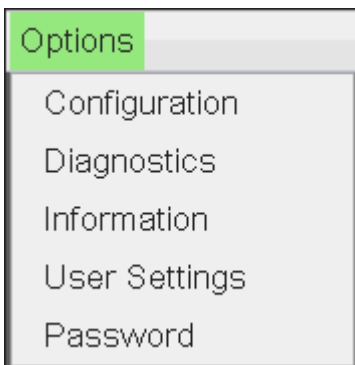 Options
Configuration
Diagnostics
Information
User Settings
Password